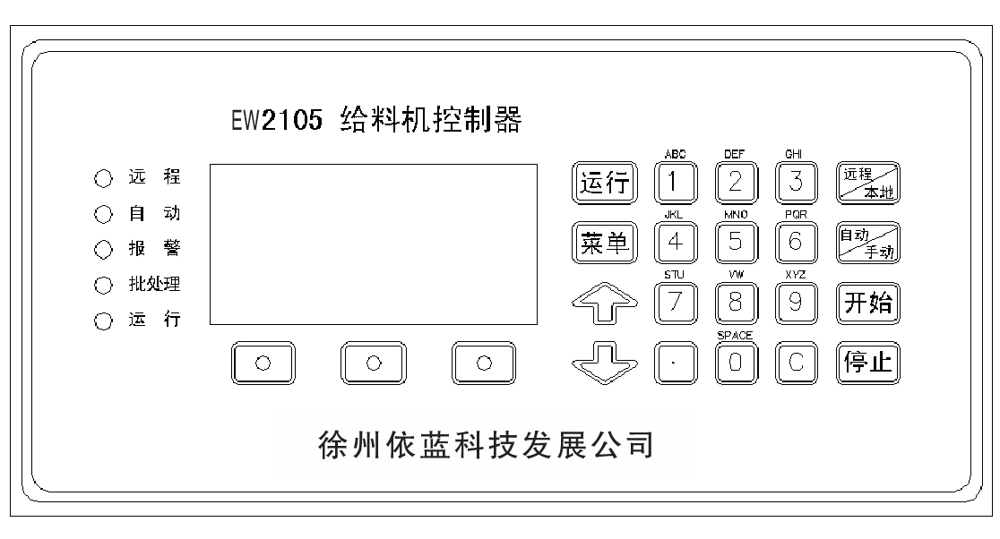 EW2105 给料机控制器
远 程
自 动
报 警
批处理
运 行
ABC DEF GHI
运行 1 2 3 远程/本地
JKL MNO PQR
菜单 4 5 6 自动/手动
STU VW XYZ
7 8 9 开始
SPACE
· 0 C 停止
徐州依蓝科技发展公司